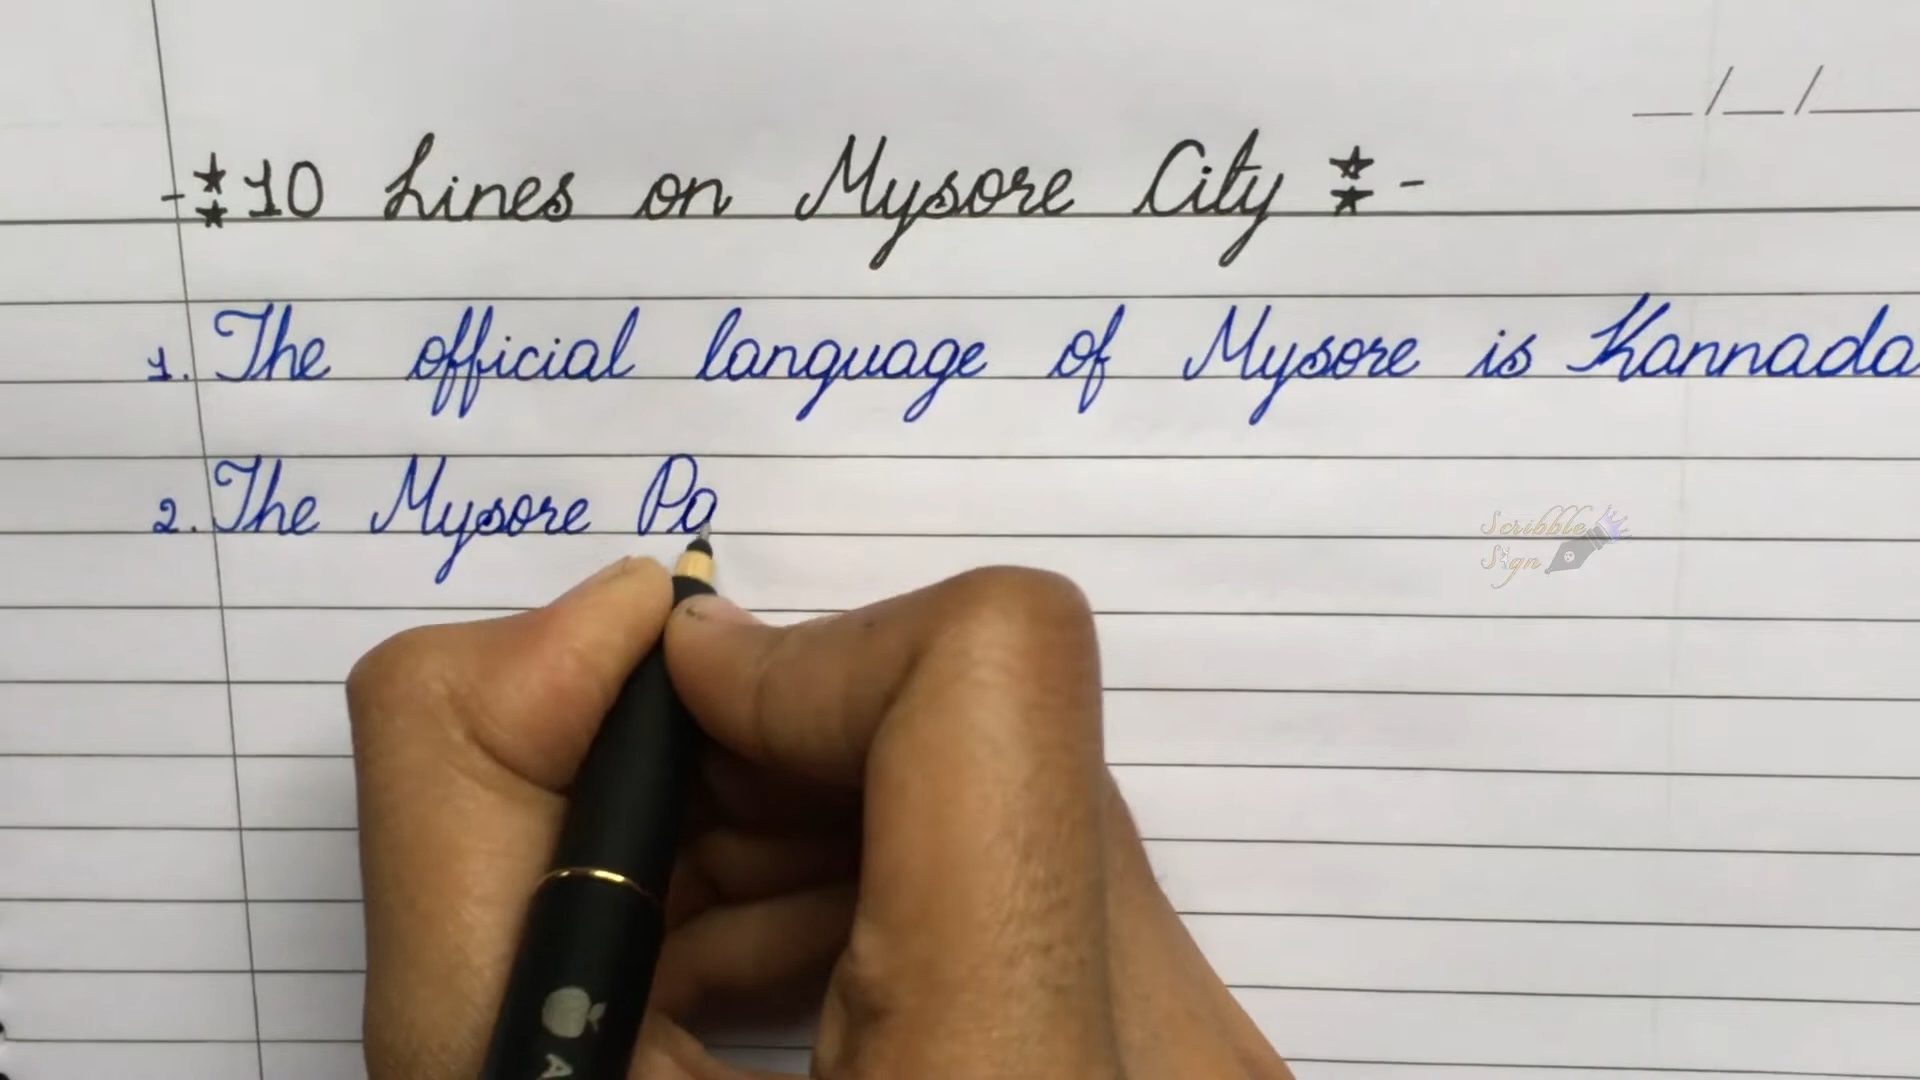 -⁑10 Lines on Mysore City ⁑-
1. The official language of Mysore is Kannada
2. The Mysore Pa
Scribble
Sign
A